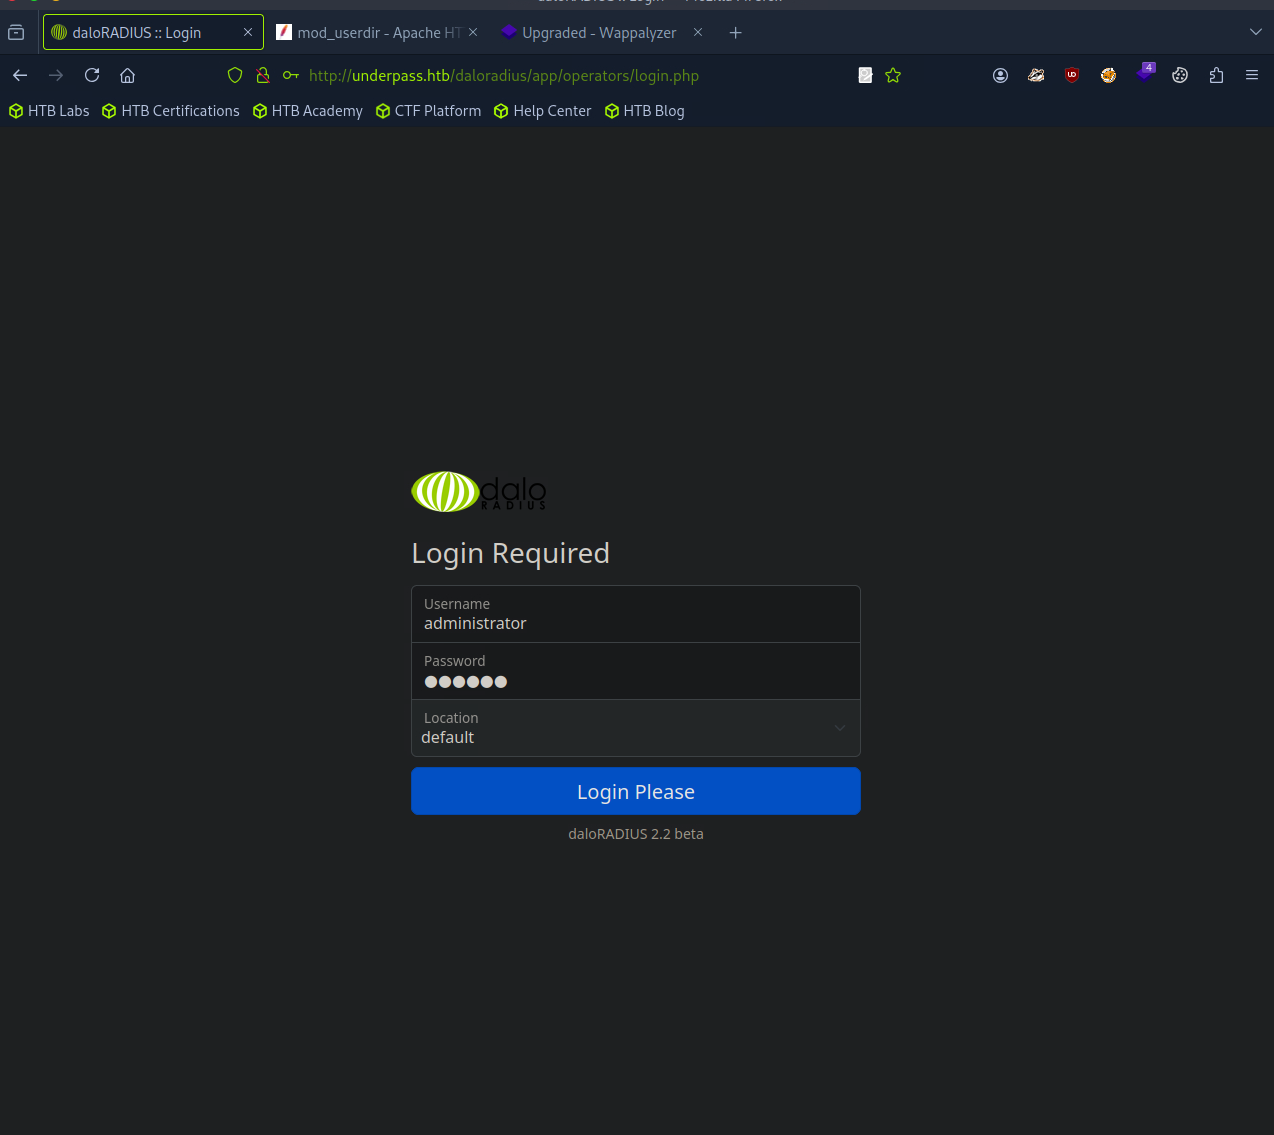 daloRADIUS :: Login
mod_userdir - Apache HT
Upgraded - Wappalyzer
http://underpass.htb/daloradius/app/operators/login.php
4
HTB Labs
HTB Certifications
HTB Academy
CTF Platform
Help Center
HTB Blog
dalo
RADIUS
Login Required
Username
administrator
Password
●●●●●●
Location
default
Login Please
daloRADIUS 2.2 beta